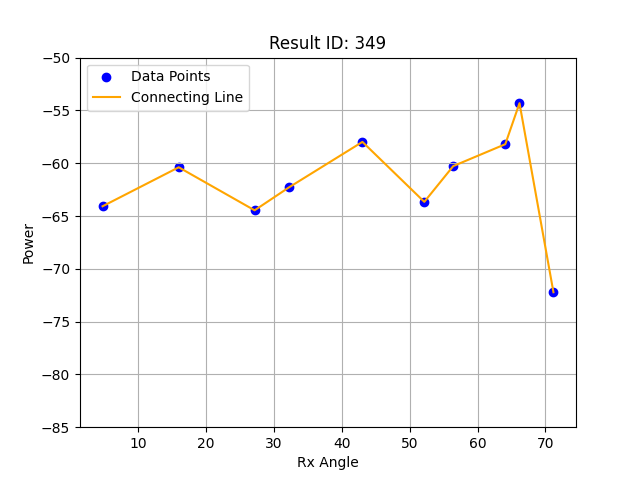 Result ID: 349
Data Points
Connecting Line
−50
−55
−60
−65
−70
−75
−80
−85
Power
10 20 30 40 50 60 70
Rx Angle